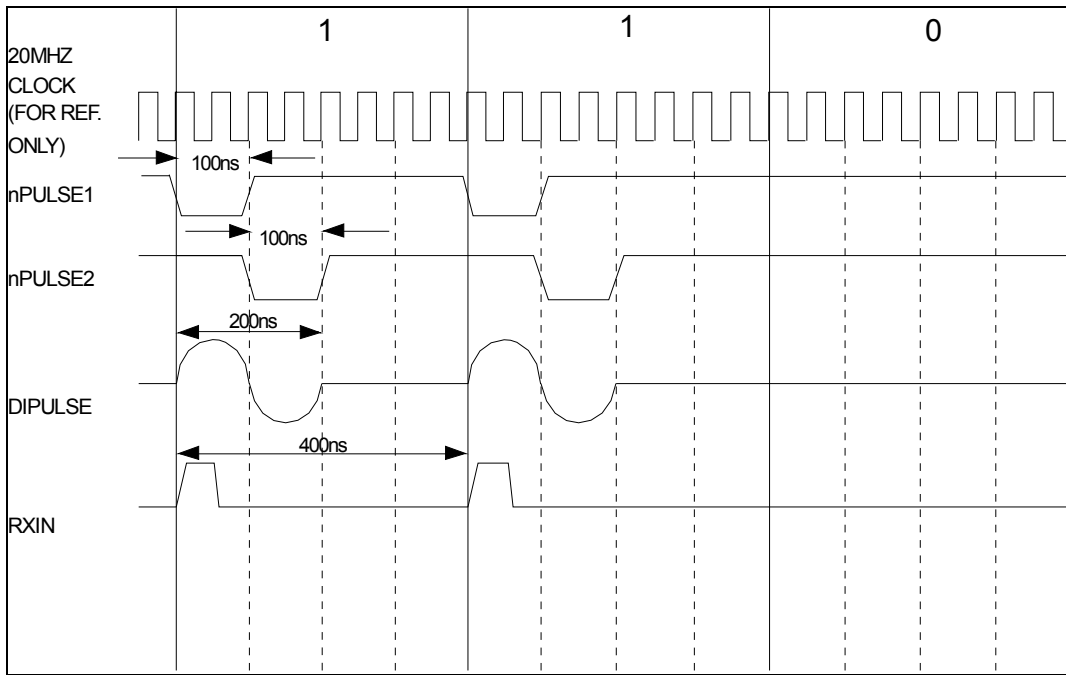 1 1 0
20MHZ
CLOCK
(FOR REF.
ONLY)
100ns
nPULSE1
100ns
nPULSE2
200ns
DIPULSE
400ns
RXIN